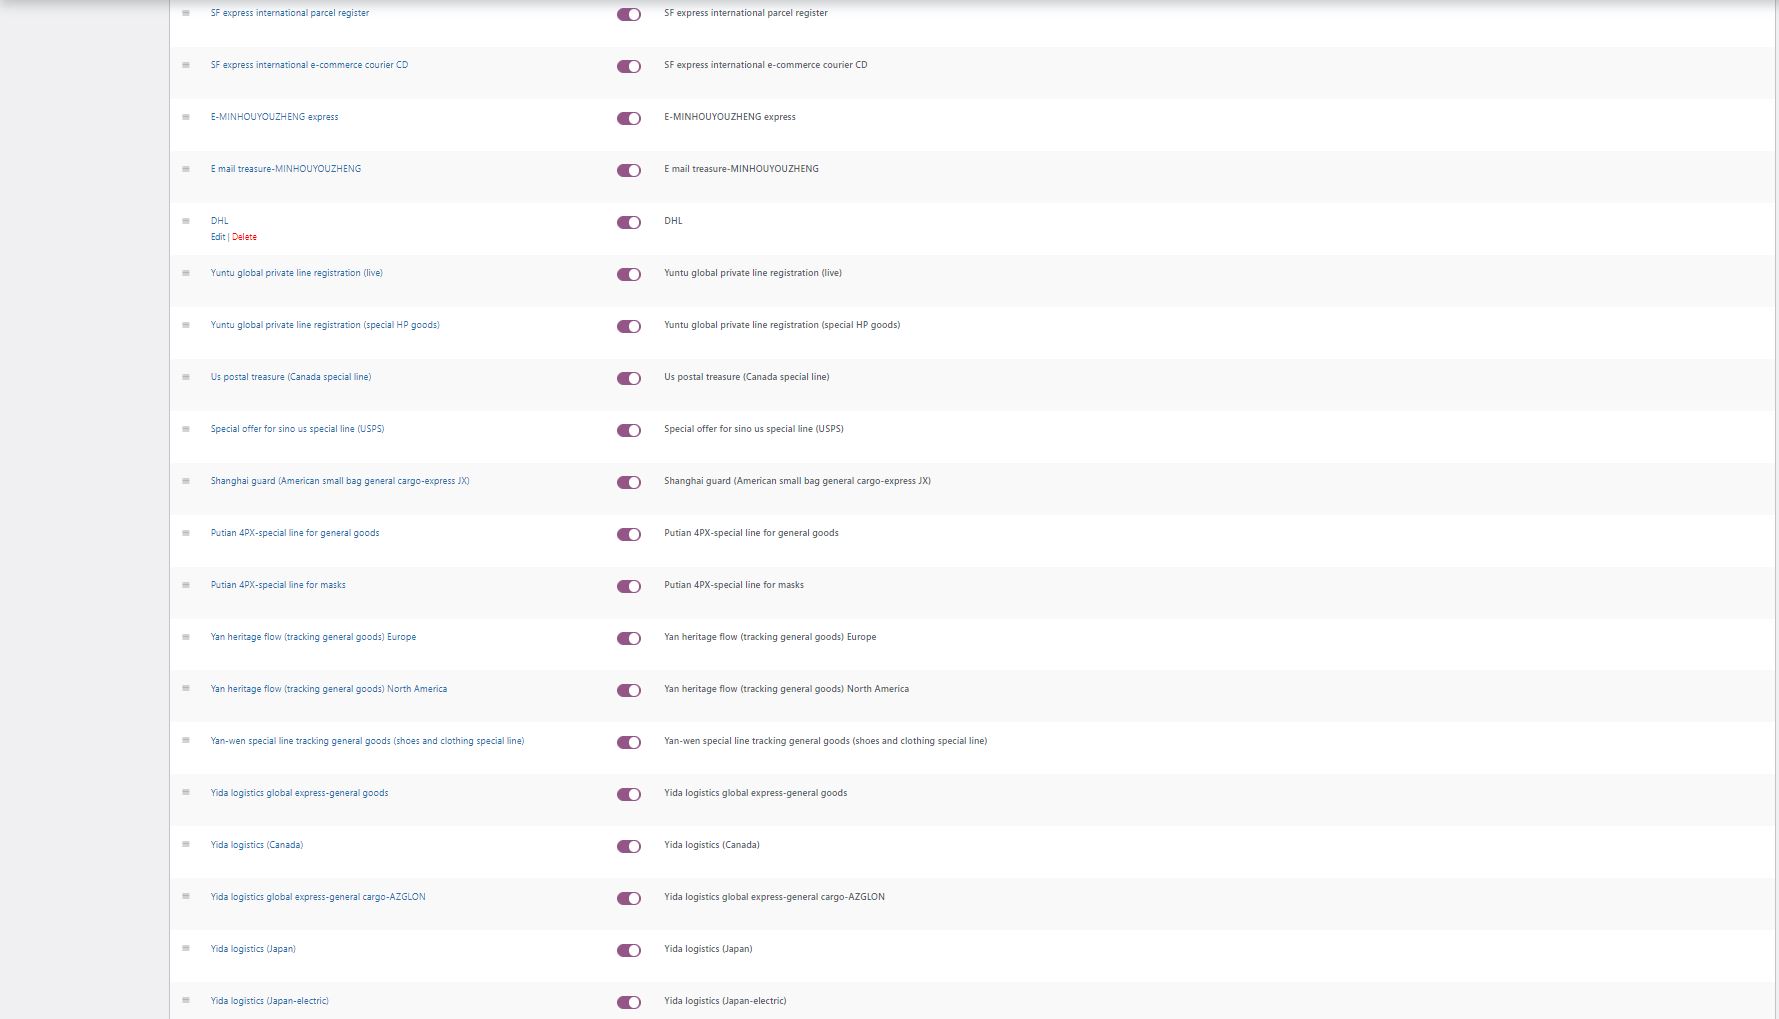 SF express international parcel register SF express international parcel register
SF express international e-commerce courier CD SF express international e-commerce courier CD
E-MINHOUYOUZHENG express E-MINHOUYOUZHENG express
E mail treasure-MINHOUYOUZHENG E mail treasure-MINHOUYOUZHENG
DHL DHL
Edit | Delete
Yuntu global private line registration (live) Yuntu global private line registration (live)
Yuntu global private line registration (special HP goods) Yuntu global private line registration (special HP goods)
Us postal treasure (Canada special line) Us postal treasure (Canada special line)
Special offer for sino us special line (USPS) Special offer for sino us special line (USPS)
Shanghai guard (American small bag general cargo-express JX) Shanghai guard (American small bag general cargo-express JX)
Putian 4PX-special line for general goods Putian 4PX-special line for general goods
Putian 4PX-special line for masks Putian 4PX-special line for masks
Yan heritage flow (tracking general goods) Europe Yan heritage flow (tracking general goods) Europe
Yan heritage flow (tracking general goods) North America Yan heritage flow (tracking general goods) North America
Yan-wen special line tracking general goods (shoes and clothing special line) Yan-wen special line tracking general goods (shoes and clothing special line)
Yida logistics global express-general goods Yida logistics global express-general goods
Yida logistics (Canada) Yida logistics (Canada)
Yida logistics global express-general cargo-AZGLON Yida logistics global express-general cargo-AZGLON
Yida logistics (Japan) Yida logistics (Japan)
Yida logistics (Japan-electric) Yida logistics (Japan-electric)